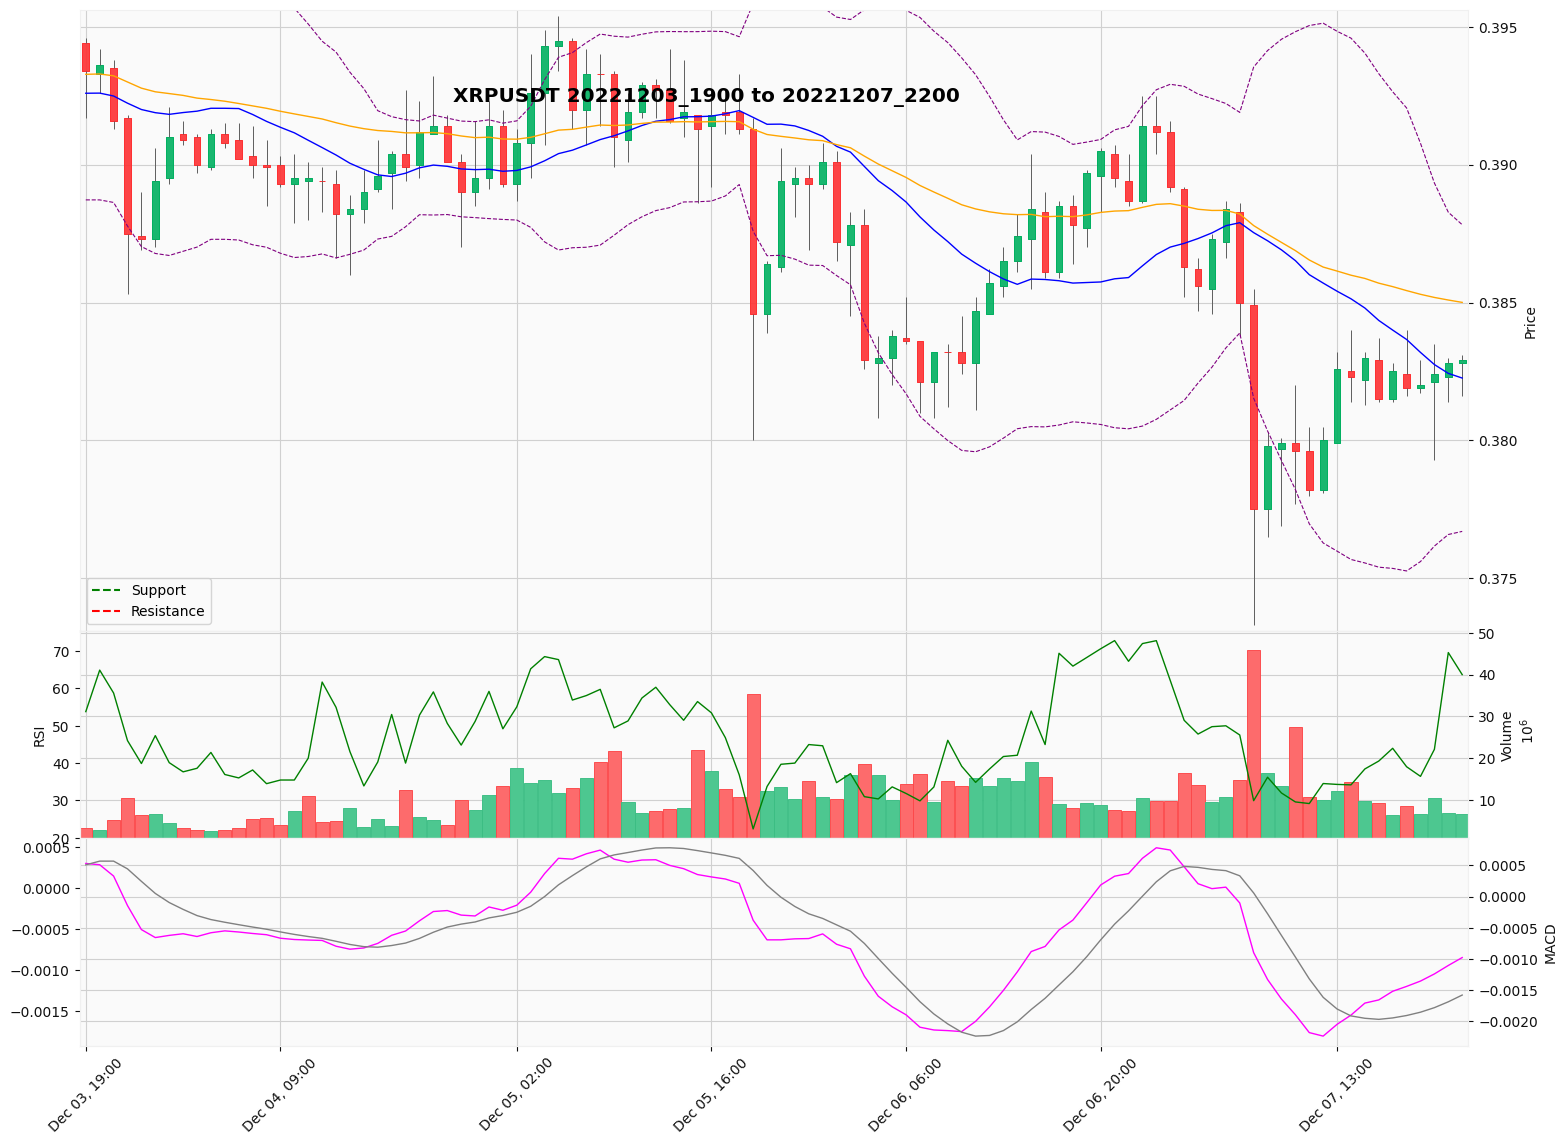 XRPUSDT 20221203_1900 to 20221207_2200
0.395
0.390
0.385
0.380
0.375
Price
Support
Resistance
70
60
50
40
30
20
RSI
50
40
30
20
10
Volume
10^6
0.0005
0.0000
−0.0005
−0.0010
−0.0015
0.0005
0.0000
−0.0005
−0.0010
−0.0015
−0.0020
MACD
Dec 03, 19:00
Dec 04, 09:00
Dec 05, 02:00
Dec 05, 16:00
Dec 06, 06:00
Dec 06, 20:00
Dec 07, 13:00